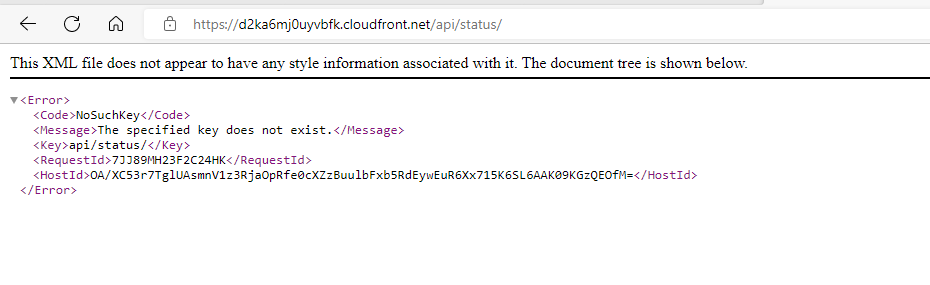 https://d2ka6mj0uyvbfk.cloudfront.net/api/status/
This XML file does not appear to have any style information associated with it. The document tree is shown below.
▼<Error>
<Code>NoSuchKey</Code>
<Message>The specified key does not exist.</Message>
<Key>api/status/</Key>
<RequestId>7JJ89MH23F2C24HK</RequestId>
<HostId>OA/XC53r7TglUAsmnV1z3RjaOpRfe0cXZzBuulbFxb5RdEywEuR6Xx715K6SL6AAK09KGzQEOfM=</HostId>
</Error>